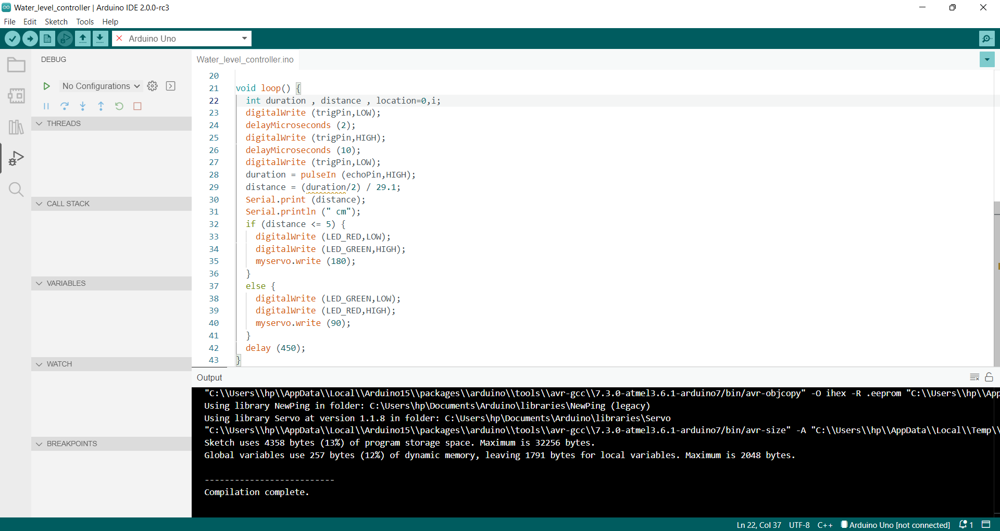 Water_level_controller | Arduino IDE 2.0.0-rc3
File Edit Sketch Tools Help
Arduino Uno
DEBUG
Water_level_controller.ino
No Configurations
THREADS
CALL STACK
VARIABLES
WATCH
BREAKPOINTS
20
21 void loop() {
22 int duration , distance , location=0,i;
23 digitalWrite (trigPin,LOW);
24 delayMicroseconds (2);
25 digitalWrite (trigPin,HIGH);
26 delayMicroseconds (10);
27 digitalWrite (trigPin,LOW);
28 duration = pulseIn (echoPin,HIGH);
29 distance = (duration/2) / 29.1;
30 Serial.print (distance);
31 Serial.println (" cm");
32 if (distance <= 5) {
33 digitalWrite (LED_RED,LOW);
34 digitalWrite (LED_GREEN,HIGH);
35 myservo.write (180);
36 }
37 else {
38 digitalWrite (LED_GREEN,LOW);
39 digitalWrite (LED_RED,HIGH);
40 myservo.write (90);
41 }
42 delay (450);
43 }
Output
"C:\\Users\\hp\\AppData\\Local\\Arduino15\\packages\\arduino\\tools\\avr-gcc\\7.3.0-atmel3.6.1-arduino7/bin/avr-objcopy" -O ihex -R .eeprom "C:\\Users\\hp\\App
Using library NewPing in folder: C:\Users\hp\Documents\Arduino\libraries\NewPing (legacy)
Using library Servo at version 1.1.8 in folder: C:\Users\hp\Documents\Arduino\libraries\Servo
"C:\\Users\\hp\\AppData\\Local\\Arduino15\\packages\\arduino\\tools\\avr-gcc\\7.3.0-atmel3.6.1-arduino7/bin/avr-size" -A "C:\\Users\\hp\\AppData\\Local\\Temp\\
Sketch uses 4358 bytes (13%) of program storage space. Maximum is 32256 bytes.
Global variables use 257 bytes (12%) of dynamic memory, leaving 1791 bytes for local variables. Maximum is 2048 bytes.
--------------------------
Compilation complete.
Ln 22, Col 37 UTF-8 C++ Arduino Uno [not connected] 1